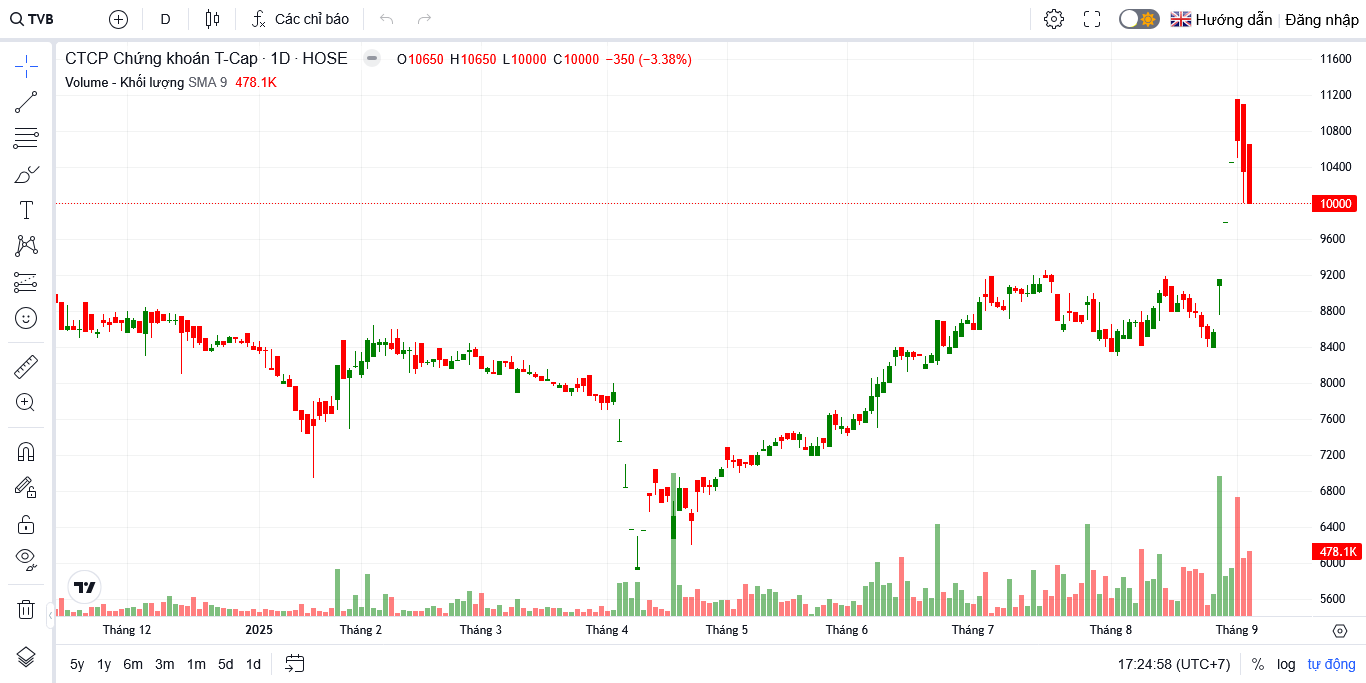 TVB D Các chỉ báo Hướng dẫn Đăng nhập
CTCP Chứng khoán T-Cap · 1D · HOSE O10650 H10650 L10000 C10000 −350 (−3.38%)
Volume - Khối lượng SMA 9 478.1K
11600
11200
10800
10400
10000
9600
9200
8800
8400
8000
7600
7200
6800
6400
478.1K
6000
5600
Tháng 12 2025 Tháng 2 Tháng 3 Tháng 4 Tháng 5 Tháng 6 Tháng 7 Tháng 8 Tháng 9
5y 1y 6m 3m 1m 5d 1d 17:24:58 (UTC+7) % log tự động